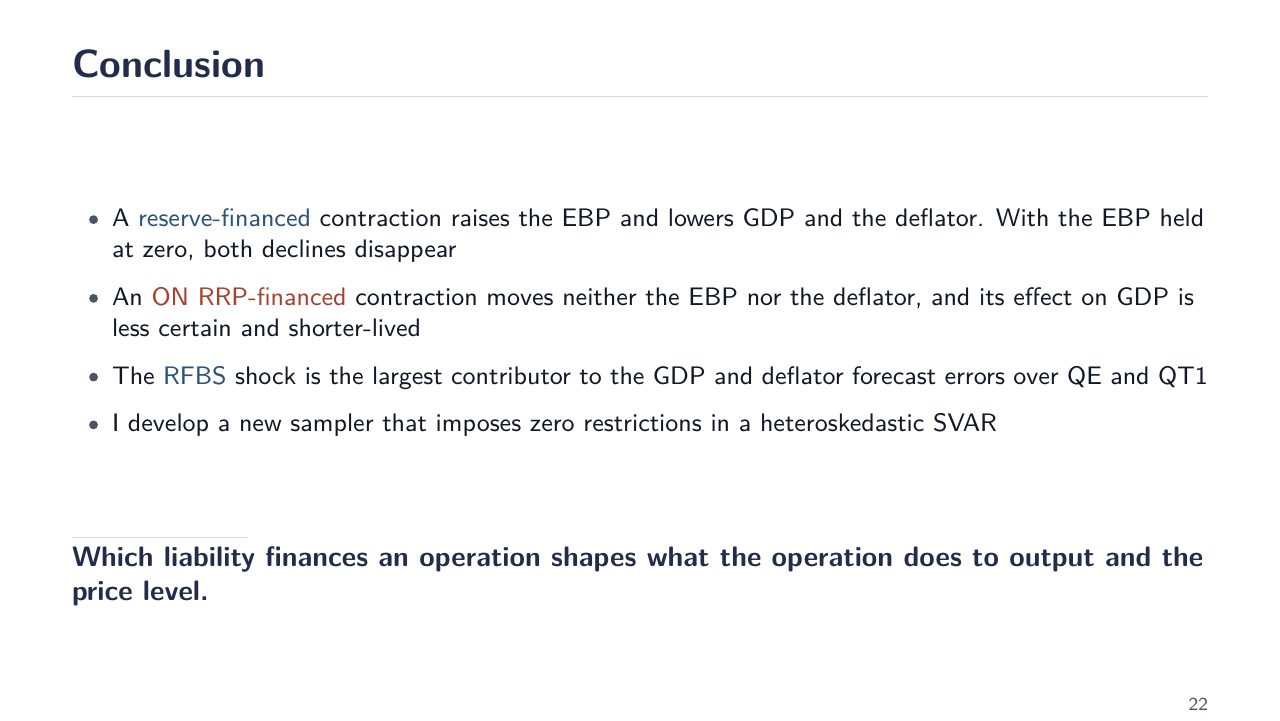 Conclusion
• A reserve-financed contraction raises the EBP and lowers GDP and the deflator. With the EBP held
at zero, both declines disappear
• An ON RRP-financed contraction moves neither the EBP nor the deflator, and its effect on GDP is
less certain and shorter-lived
• The RFBS shock is the largest contributor to the GDP and deflator forecast errors over QE and QT1
• I develop a new sampler that imposes zero restrictions in a heteroskedastic SVAR
Which liability finances an operation shapes what the operation does to output and the
price level.
22